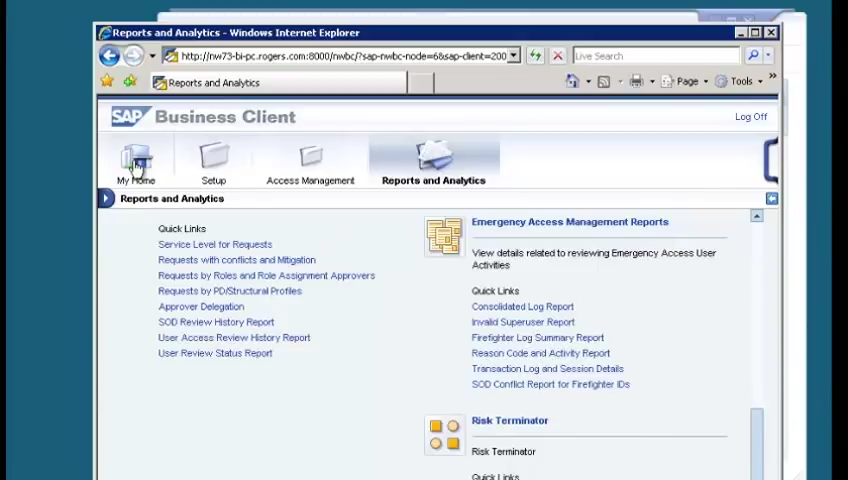 Reports and Analytics - Windows Internet Explorer
http://nw73-bi-pc.rogers.com:8000/nwbc/?sap-nwbc-node=6&sap-client=200
Live Search
Reports and Analytics
Page
Tools
SAP Business Client
Log Off
My Home
Setup
Access Management
Reports and Analytics
Reports and Analytics
Quick Links
Service Level for Requests
Requests with conflicts and Mitigation
Requests by Roles and Role Assignment Approvers
Requests by PD/Structural Profiles
Approver Delegation
SOD Review History Report
User Access Review History Report
User Review Status Report
Emergency Access Management Reports
View details related to reviewing Emergency Access User
Activities
Quick Links
Consolidated Log Report
Invalid Superuser Report
Firefighter Log Summary Report
Reason Code and Activity Report
Transaction Log and Session Details
SOD Conflict Report for Firefighter IDs
Risk Terminator
Risk Terminator
Quick Links